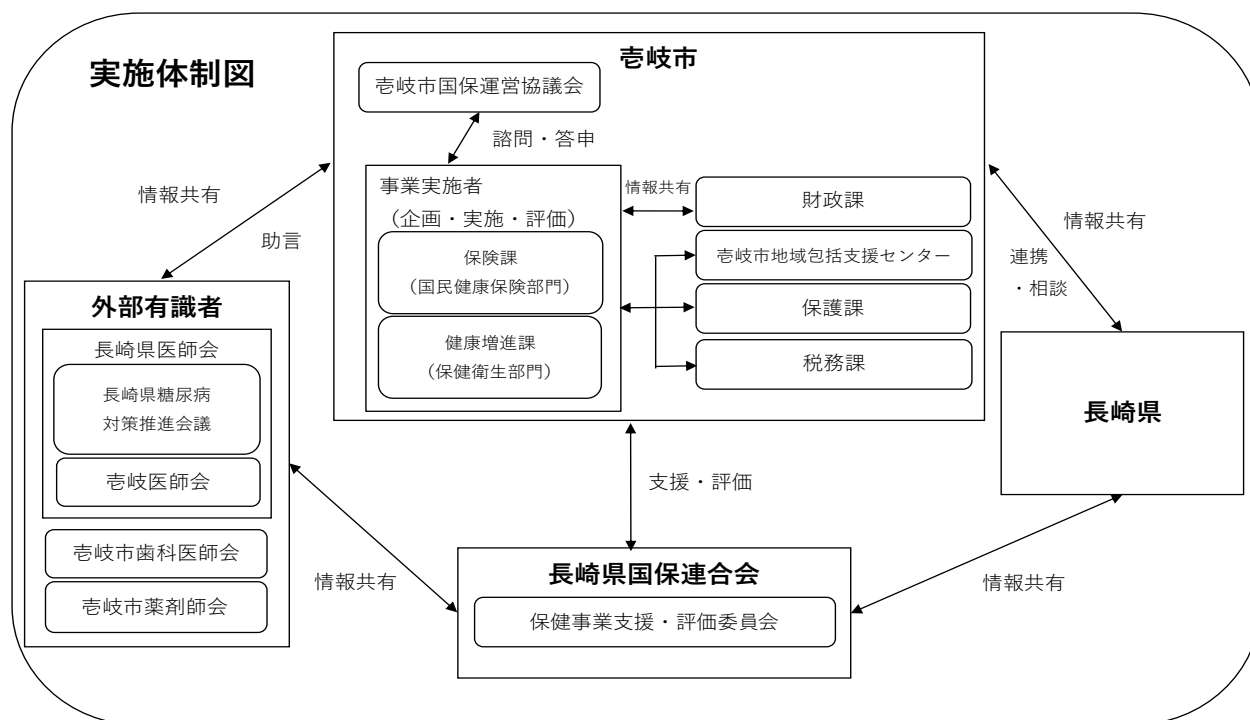 実施体制図
壱岐市
壱岐市国保運営協議会
諮問・答申
事業実施者
（企画・実施・評価）
保険課
（国民健康保険部門）
健康増進課
（保健衛生部門）
情報共有
財政課
壱岐市地域包括支援センター
保護課
税務課
情報共有
助言
外部有識者
長崎県医師会
長崎県糖尿病
対策推進会議
壱岐医師会
壱岐市歯科医師会
壱岐市薬剤師会
情報共有
連携
・相談
長崎県
支援・評価
情報共有
長崎県国保連合会
保健事業支援・評価委員会
情報共有